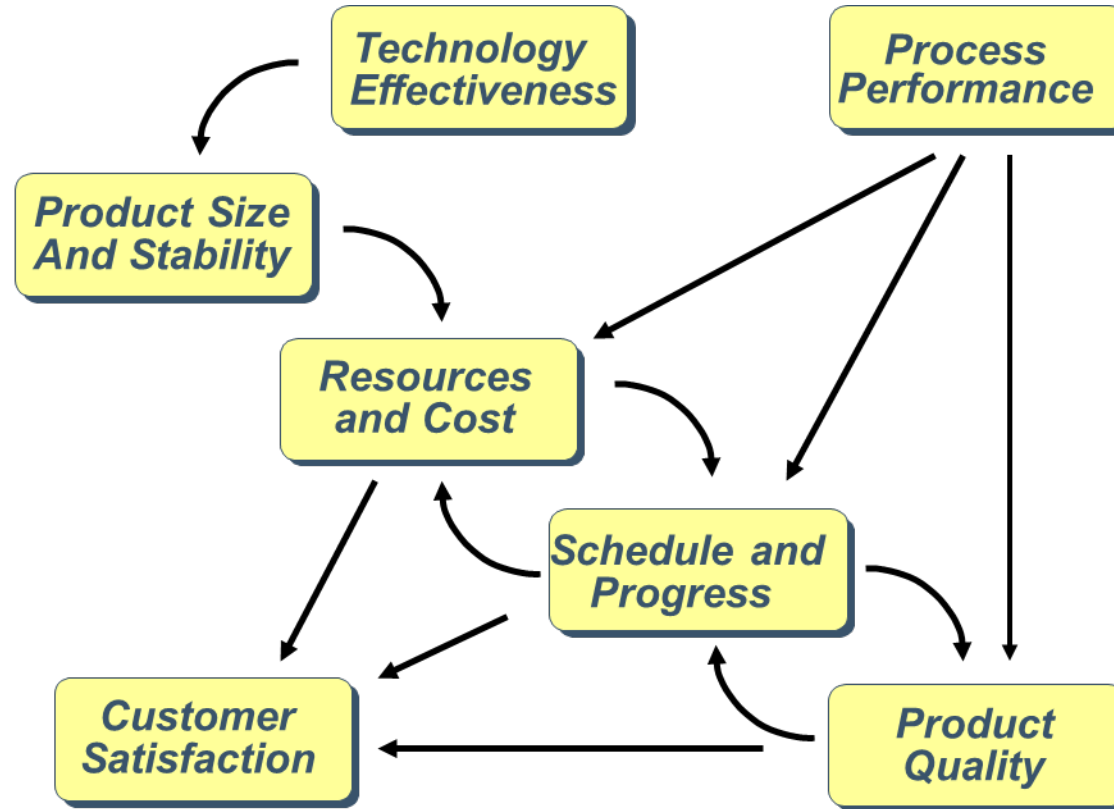 Technology
Effectiveness
Process
Performance
Product Size
And Stability
Resources
and Cost
Schedule and
Progress
Customer
Satisfaction
Product
Quality